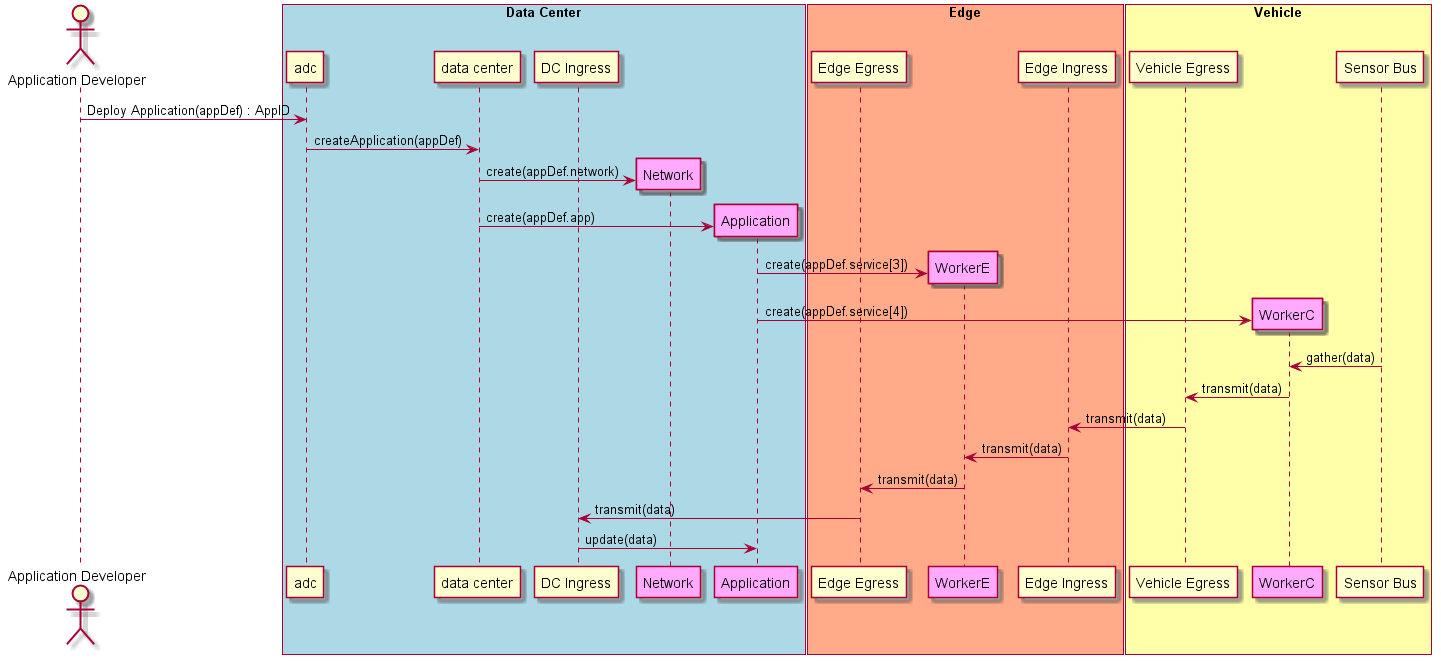 Data Center
Edge
Vehicle
Application Developer
adc
data center
DC Ingress
Edge Egress
Edge Ingress
Vehicle Egress
Sensor Bus
Deploy Application(appDef) : AppID
createApplication(appDef)
create(appDef.network)
Network
create(appDef.app)
Application
create(appDef.service[3])
WorkerE
create(appDef.service[4])
WorkerC
gather(data)
transmit(data)
transmit(data)
transmit(data)
transmit(data)
transmit(data)
update(data)
Application Developer
adc
data center
DC Ingress
Network
Application
Edge Egress
WorkerE
Edge Ingress
Vehicle Egress
WorkerC
Sensor Bus